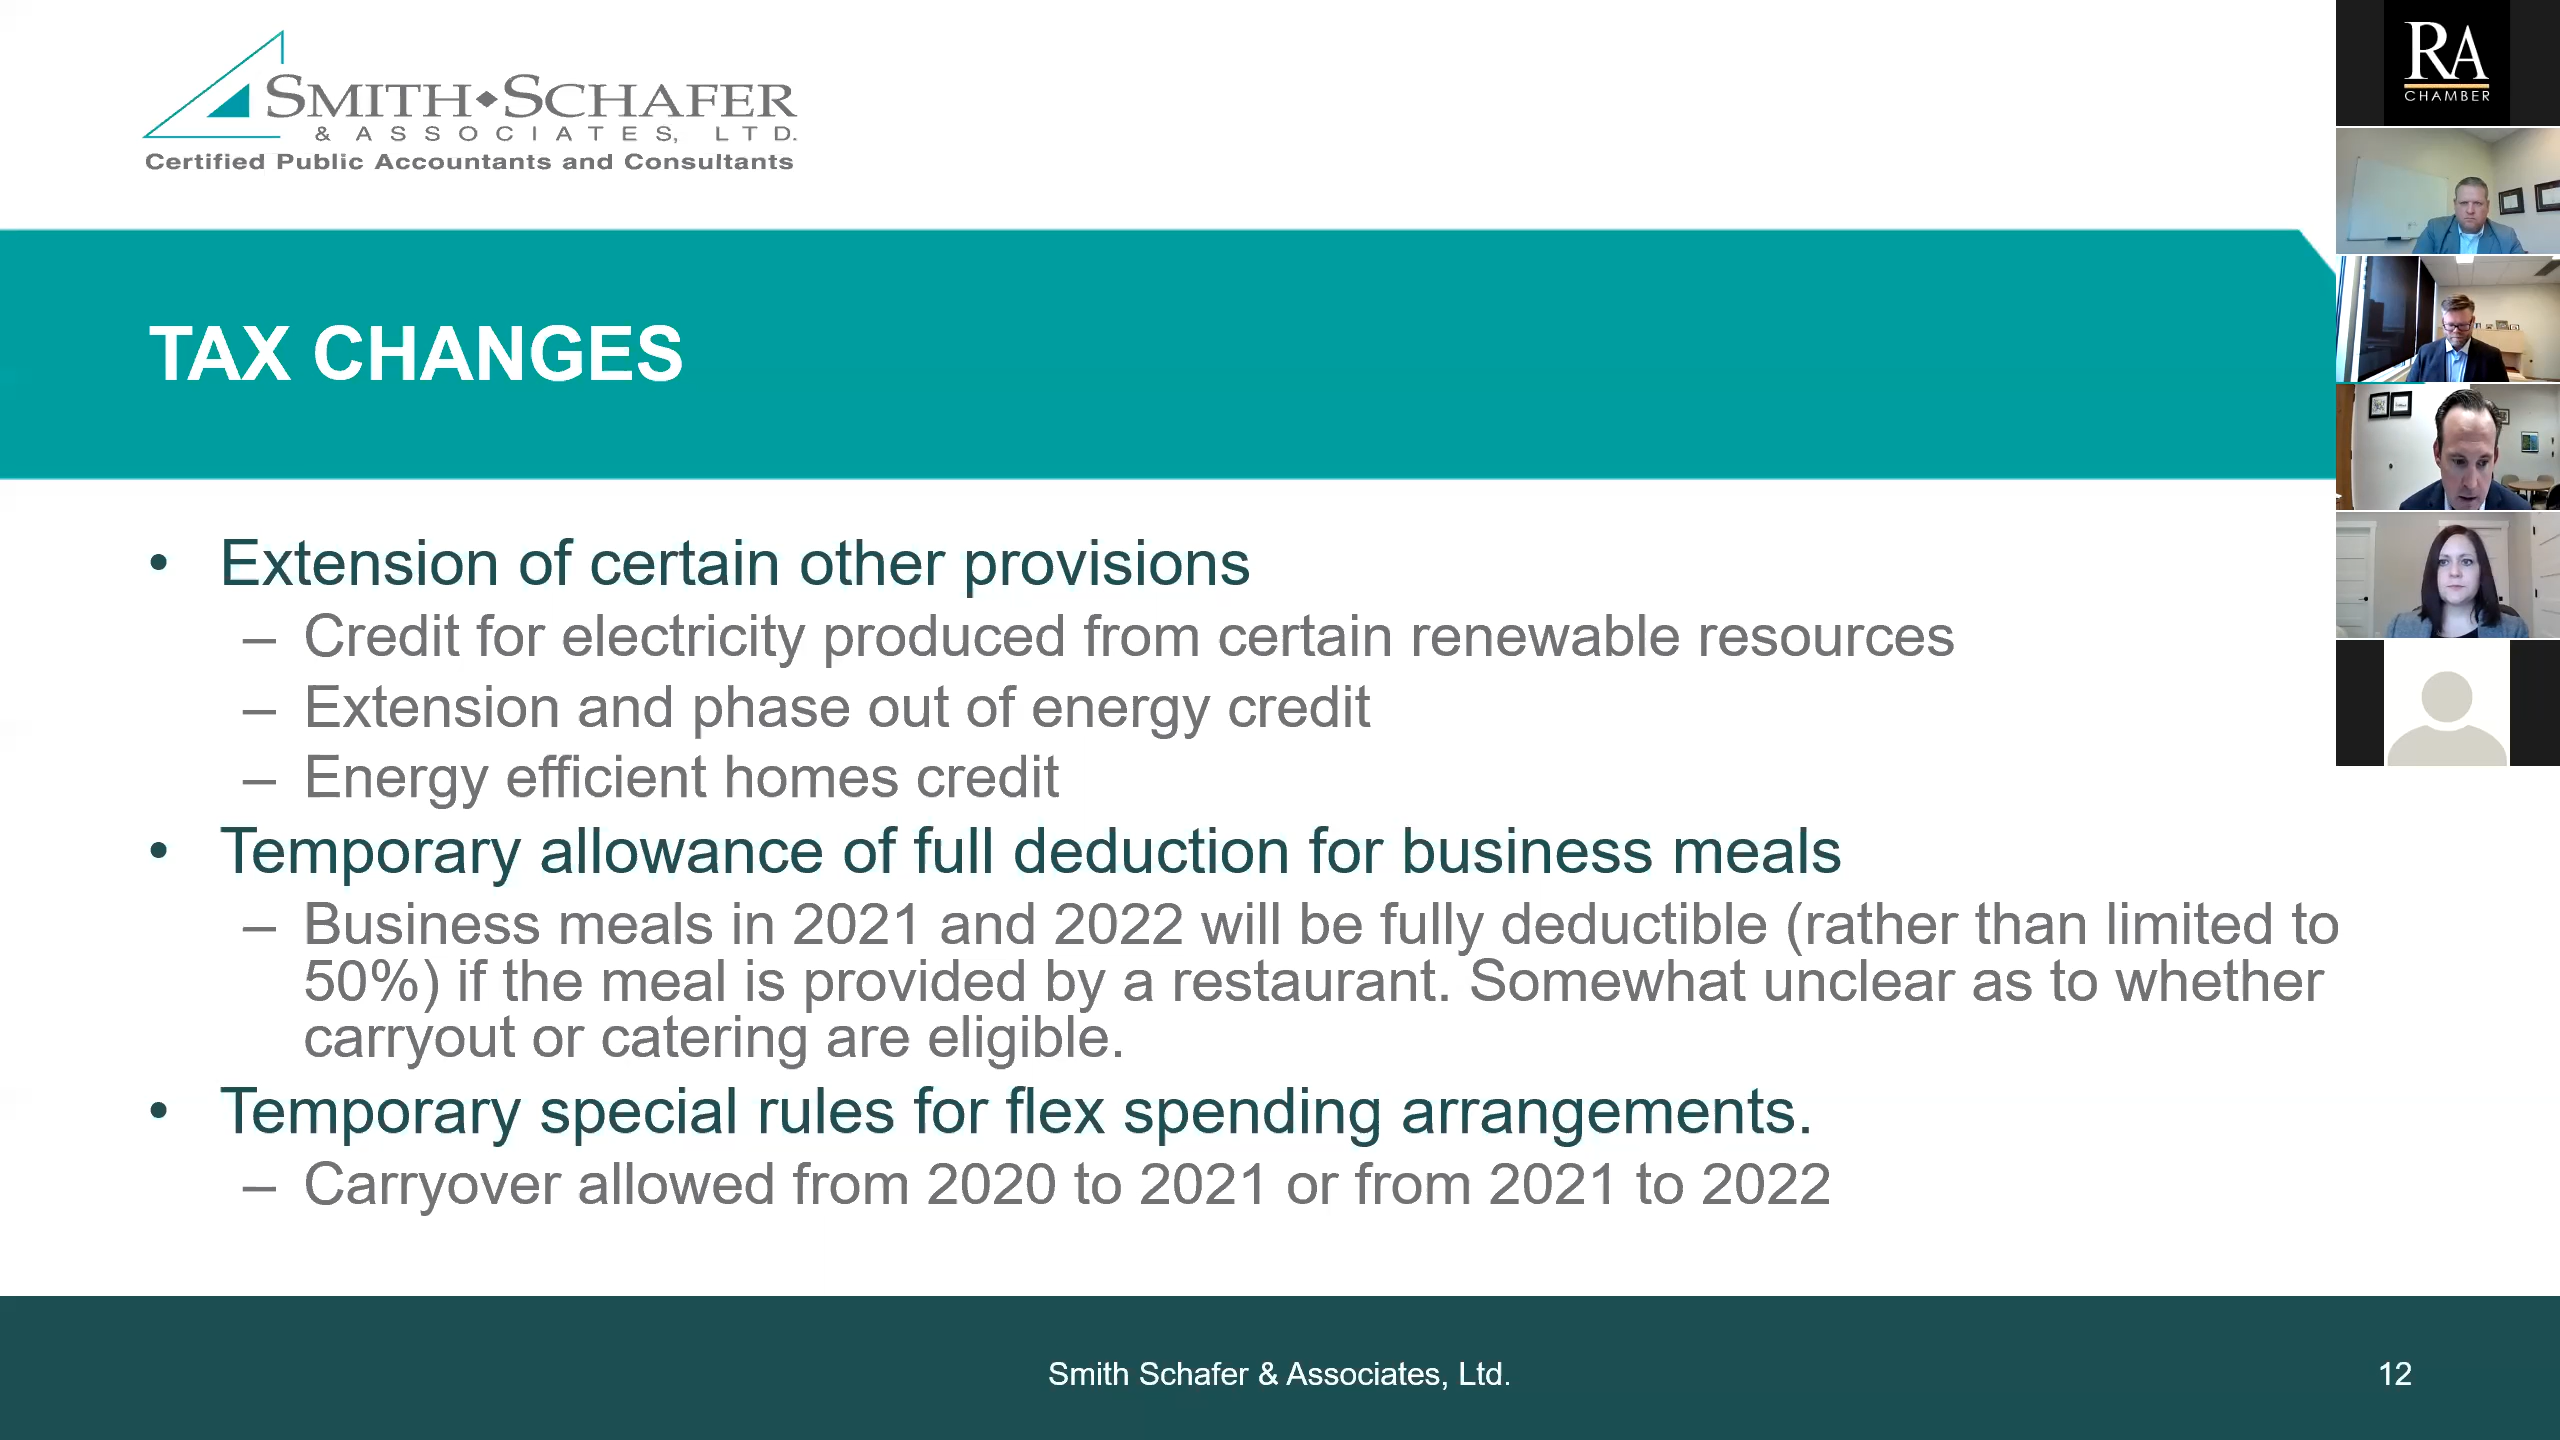 SMITH◆SCHAFER
& ASSOCIATES, LTD.
Certified Public Accountants and Consultants
RA
CHAMBER
TAX CHANGES
• Extension of certain other provisions
– Credit for electricity produced from certain renewable resources
– Extension and phase out of energy credit
– Energy efficient homes credit
• Temporary allowance of full deduction for business meals
– Business meals in 2021 and 2022 will be fully deductible (rather than limited to
50%) if the meal is provided by a restaurant. Somewhat unclear as to whether
carryout or catering are eligible.
• Temporary special rules for flex spending arrangements.
– Carryover allowed from 2020 to 2021 or from 2021 to 2022
Smith Schafer & Associates, Ltd.
12